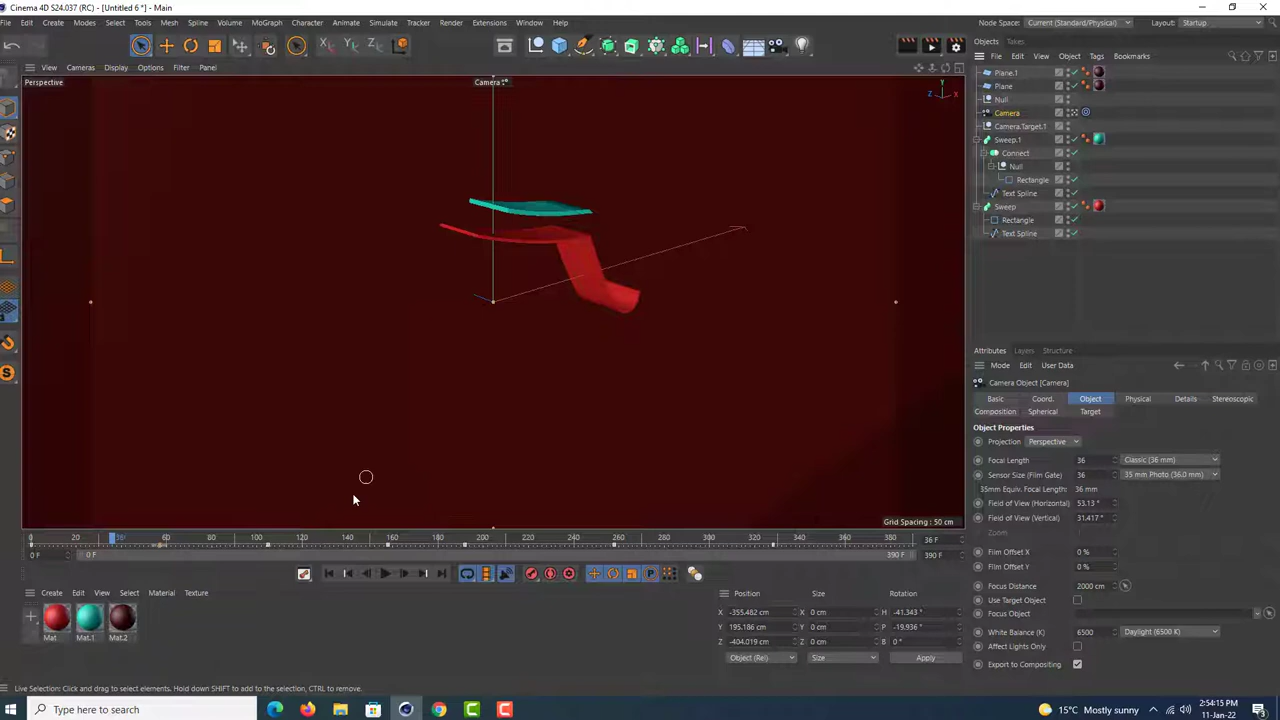 Cinema 4D S24.037 (RC) - [Untitled 6 *] - Main
File Edit Create Modes Select Tools Mesh Spline Volume MoGraph Character Animate Simulate Tracker Render Extensions Window Help
Node Space: Current (Standard/Physical) Layout: Startup
Objects Takes
File Edit View Object Tags Bookmarks
View Cameras Display Options Filter Panel
Perspective
Camera
Y
Z X
Plane.1
Plane
Null
Camera
Camera.Target.1
Sweep.1
Connect
Null
Rectangle
Text Spline
Sweep
Rectangle
Text Spline
Grid Spacing : 50 cm
Attributes Layers Structure
Mode Edit User Data
Camera Object [Camera]
Basic Coord. Object Physical Details Stereoscopic
Composition Spherical Target
Object Properties
Projection Perspective
Focal Length 36 Classic (36 mm)
Sensor Size (Film Gate) 36 35 mm Photo (36.0 mm)
35mm Equiv. Focal Length: 36 mm
Field of View (Horizontal) 53.13 °
Field of View (Vertical) 31.417 °
Zoom
Film Offset X 0 %
Film Offset Y 0 %
Focus Distance 2000 cm
Use Target Object
Focus Object
White Balance (K) 6500 Daylight (6500 K)
Affect Lights Only
Export to Compositing
0 20 36 60 80 100 120 140 160 180 200 220 240 260 280 300 320 340 360 380 36 F
0 F 0 F 390 F 390 F
Create Edit View Select Material Texture
Mat Mat.1 Mat.2
Position Size Rotation
X -355.482 cm X 0 cm H -41.343 °
Y 195.186 cm Y 0 cm P -19.936 °
Z -404.019 cm Z 0 cm B 0 °
Object (Rel) Size Apply
Live Selection: Click and drag to select elements. Hold down SHIFT to add to the selection, CTRL to remove.
Type here to search
15°C Mostly sunny
2:54:15 PM
11-Jan-22